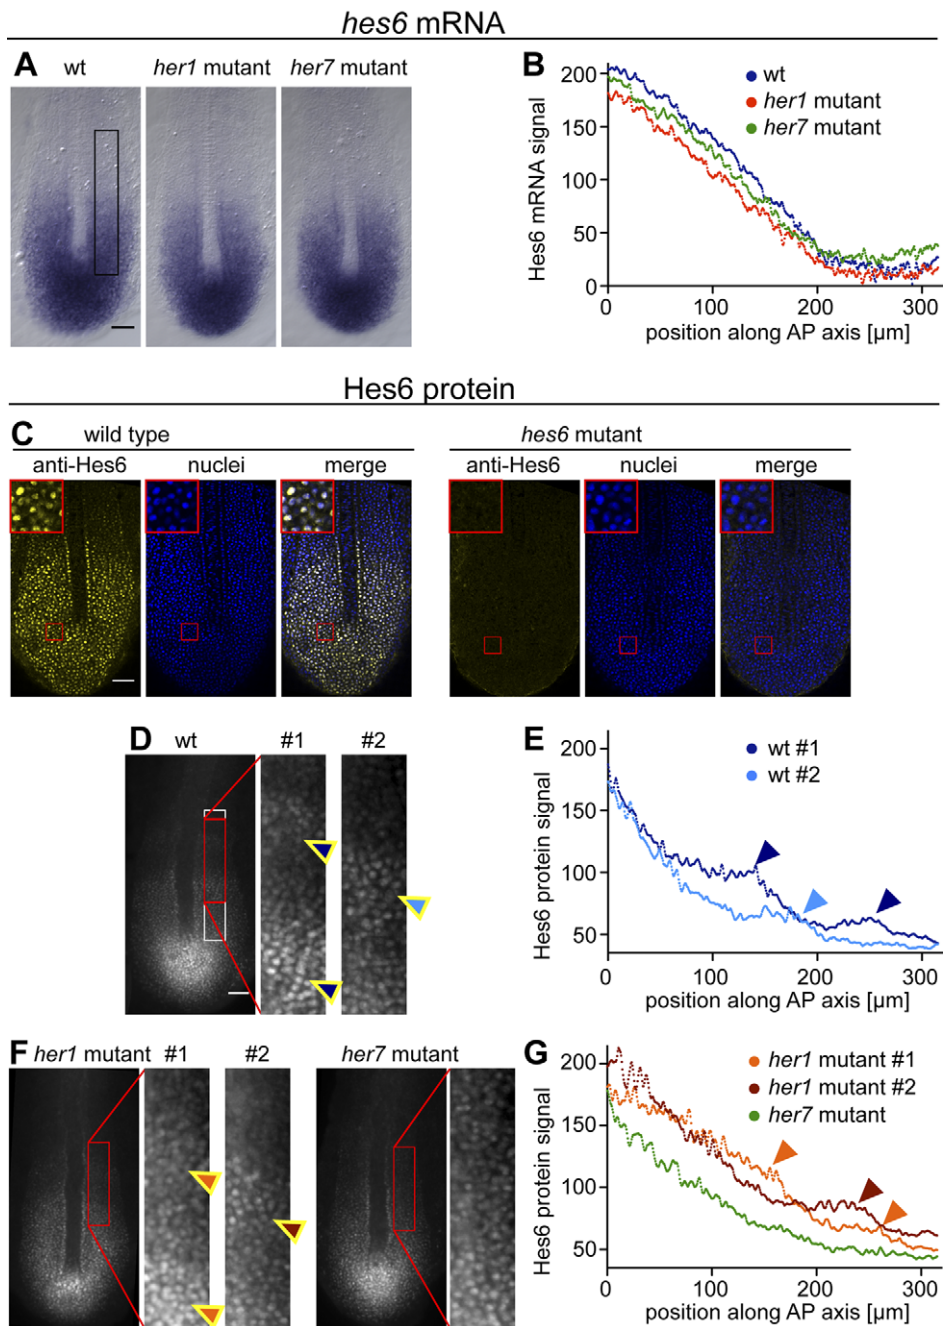 hes6 mRNA
A
wt
her1 mutant
her7 mutant
B
Hes6 mRNA signal
200
150
100
50
0
wt
her1 mutant
her7 mutant
0
100
200
300
position along AP axis [µm]
Hes6 protein
C
wild type
anti-Hes6
nuclei
merge
hes6 mutant
anti-Hes6
nuclei
merge
D
wt
#1
#2
E
Hes6 protein signal
200
150
100
50
wt #1
wt #2
0
100
200
300
position along AP axis [µm]
F
her1 mutant
#1
#2
her7 mutant
G
Hes6 protein signal
200
150
100
50
her1 mutant #1
her1 mutant #2
her7 mutant
0
100
200
300
position along AP axis [µm]